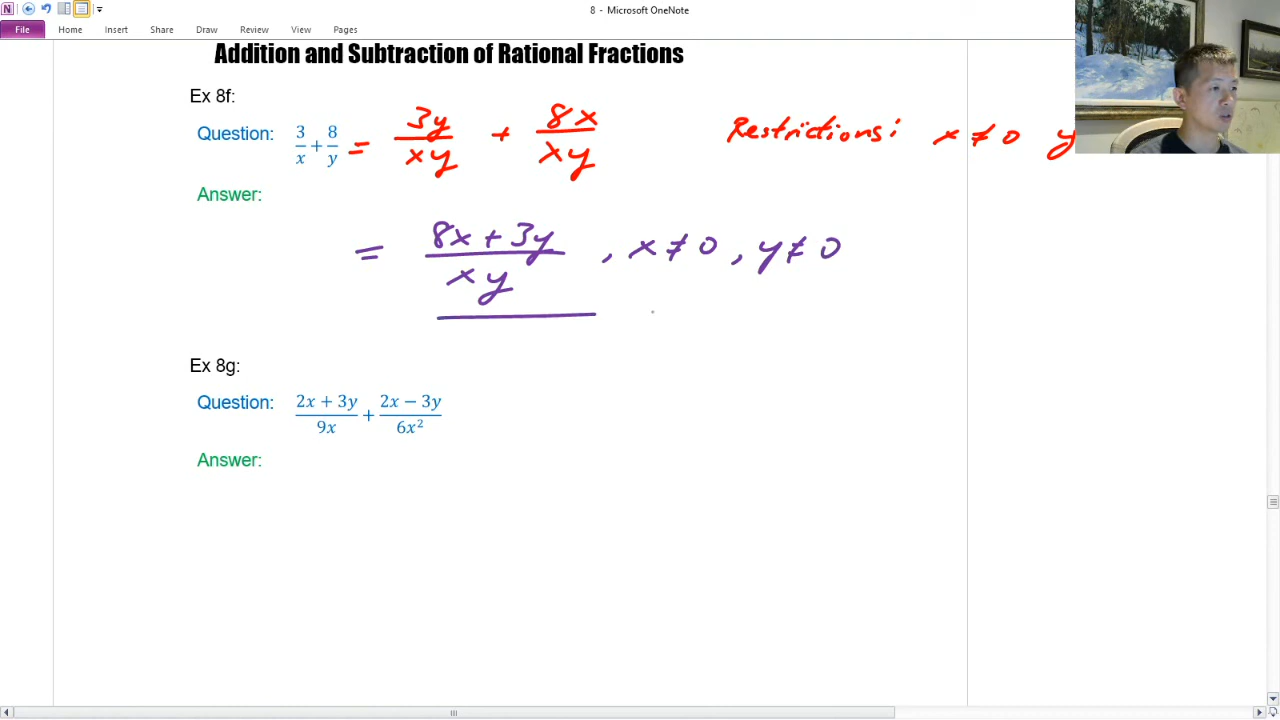 8 - Microsoft OneNote
File Home Insert Share Draw Review View Pages
Addition and Subtraction of Rational Fractions
Ex 8f:
Question: 3/x + 8/y = 3y/xy + 8x/xy Restrictions: x ≠ 0 y
Answer:
= 8x + 3y/xy , x ≠ 0 , y ≠ 0
Ex 8g:
Question: 2x + 3y/9x + 2x − 3y/6x²
Answer: